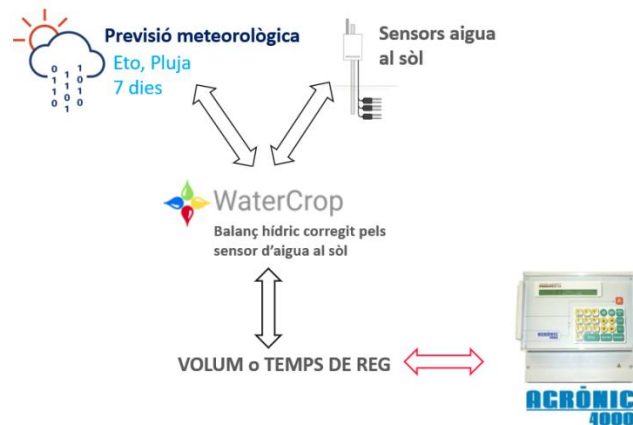 Previsió meteorològica
Eto, Pluja
7 dies
Sensors aigua
al sòl
WaterCrop
Balanç hídric corregit pels
sensor d'aigua al sòl
VOLUM o TEMPS DE REG
AGRÒNIC
4000